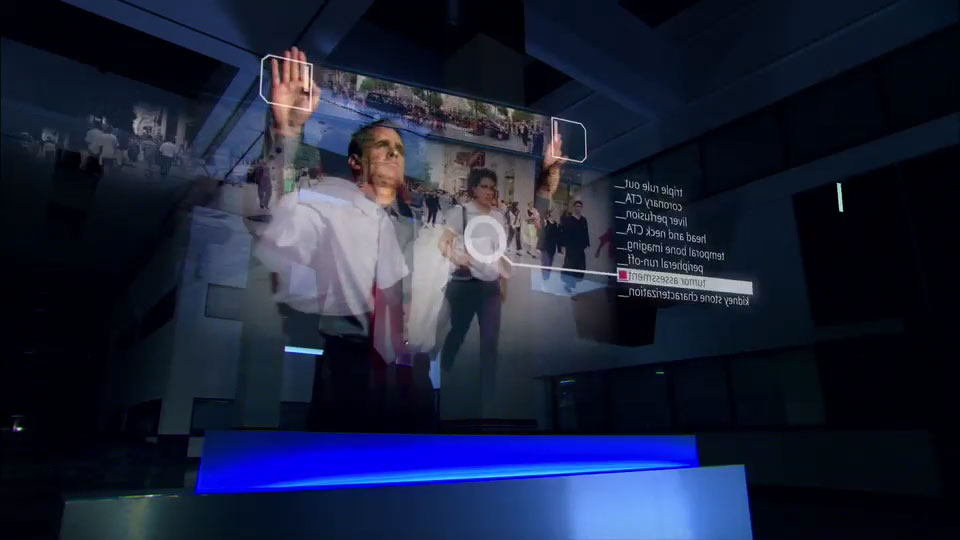 triple rule out
coronary CTA
liver perfusion
head and neck CTA
temporal bone imaging
peripheral run-off
tumor assessment
kidney stone characterization